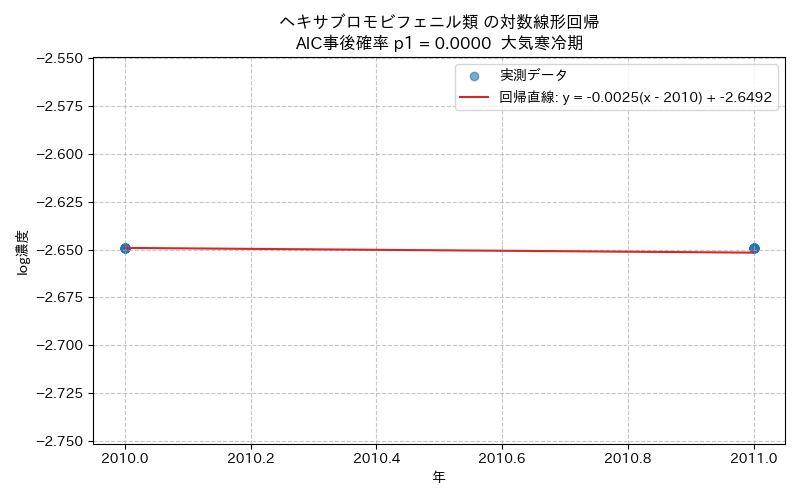 ヘキサブロモビフェニル類 の対数線形回帰
AIC事後確率 p1 = 0.0000  大気寒冷期
実測データ
回帰直線: y = -0.0025(x - 2010) + -2.6492
log濃度
−2.550
−2.575
−2.600
−2.625
−2.650
−2.675
−2.700
−2.725
−2.750
2010.0
2010.2
2010.4
2010.6
2010.8
2011.0
年